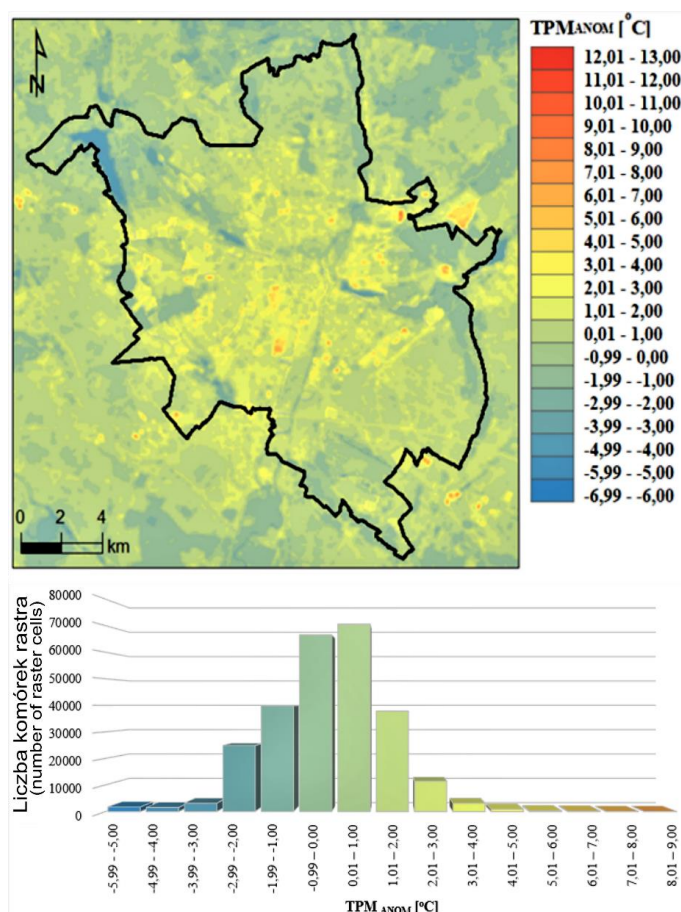 TPM ANOM [°C]
N
12,01 - 13,00
11,01 - 12,00
10,01 - 11,00
9,01 - 10,00
8,01 - 9,00
7,01 - 8,00
6,01 - 7,00
5,01 - 6,00
4,01 - 5,00
3,01 - 4,00
2,01 - 3,00
1,01 - 2,00
0,01 - 1,00
-0,99 - 0,00
-1,99 - -1,00
-2,99 - -2,00
-3,99 - -3,00
-4,99 - -4,00
-5,99 - -5,00
-6,99 - -6,00
0 2 4
km
Liczba komórek rastra
(number of raster cells)
80000
70000
60000
50000
40000
30000
20000
10000
0
-5,99 - -5,00
-4,99 - -4,00
-3,99 - -3,00
-2,99 - -2,00
-1,99 - -1,00
-0,99 – 0,00
0,01 – 1,00
1,01 – 2,00
2,01 – 3,01
3,01 – 4,00
4,01 – 5,00
5,01 – 6,00
6,01 – 7,00
7,01 – 8,00
8,01 – 9,00
TPM ANOM [°C]